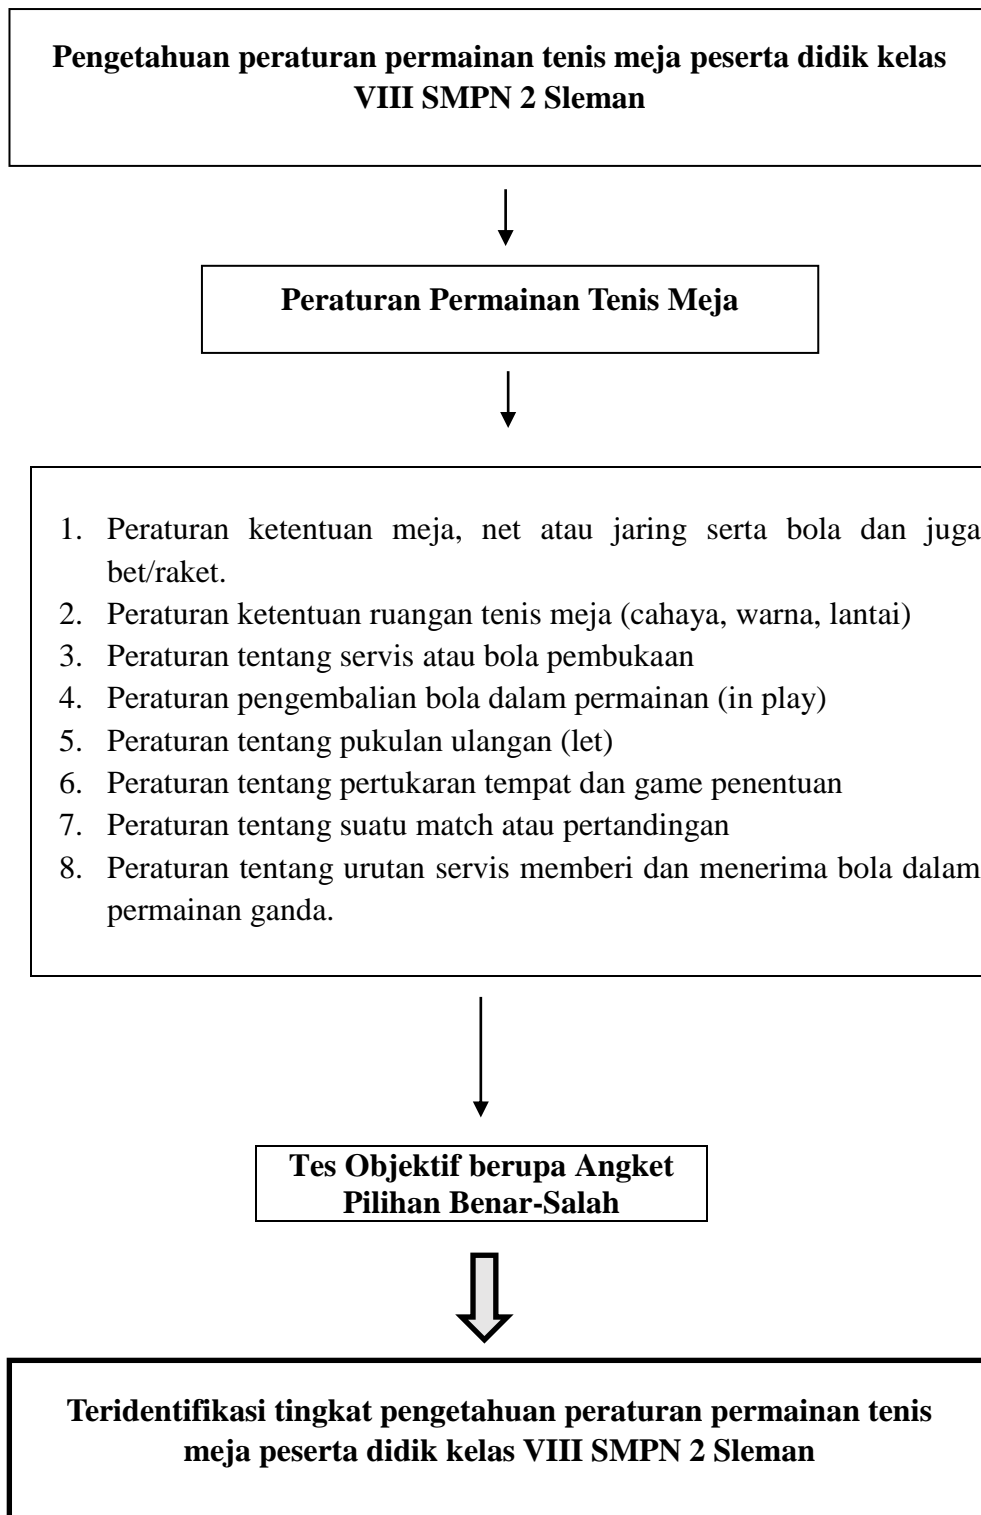 Pengetahuan peraturan permainan tenis meja peserta didik kelas
VIII SMPN 2 Sleman
Peraturan Permainan Tenis Meja
1. Peraturan ketentuan meja, net atau jaring serta bola dan juga
bet/raket.
2. Peraturan ketentuan ruangan tenis meja (cahaya, warna, lantai)
3. Peraturan tentang servis atau bola pembukaan
4. Peraturan pengembalian bola dalam permainan (in play)
5. Peraturan tentang pukulan ulangan (let)
6. Peraturan tentang pertukaran tempat dan game penentuan
7. Peraturan tentang suatu match atau pertandingan
8. Peraturan tentang urutan servis memberi dan menerima bola dalam
permainan ganda.
Tes Objektif berupa Angket
Pilihan Benar-Salah
Teridentifikasi tingkat pengetahuan peraturan permainan tenis
meja peserta didik kelas VIII SMPN 2 Sleman